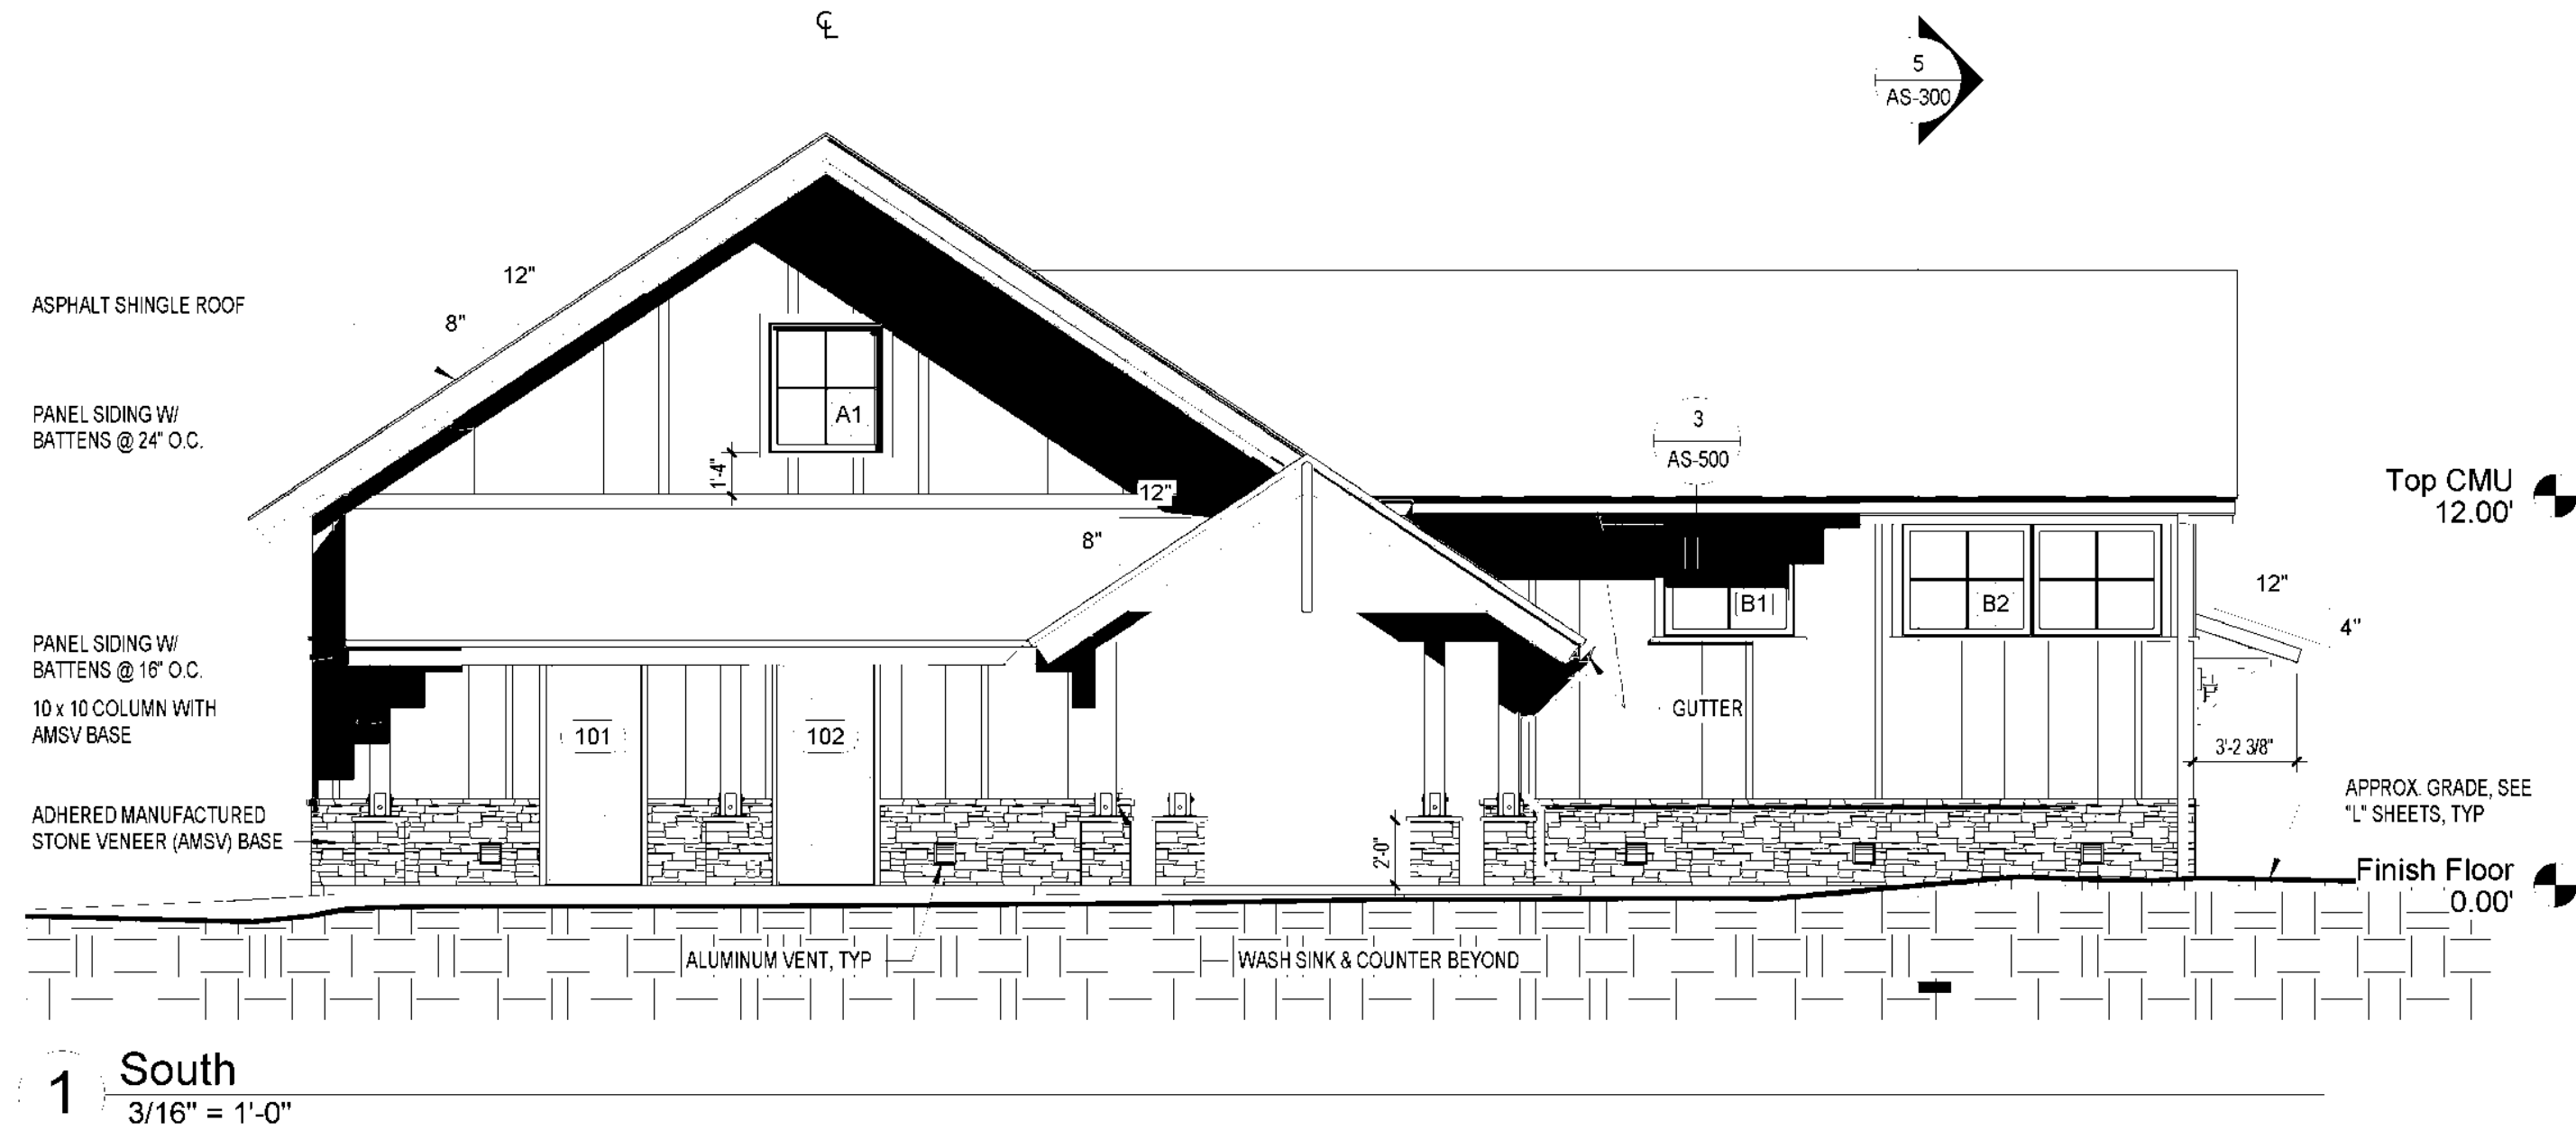 ℄
5
AS-300
12"
8"
ASPHALT SHINGLE ROOF
PANEL SIDING W/
BATTENS @ 24" O.C.
A1
1'-4"
3
AS-500
12"
8"
Top CMU
12.00'
B1
B2
12"
4"
PANEL SIDING W/
BATTENS @ 16" O.C.
10 x 10 COLUMN WITH
AMSV BASE
101
102
GUTTER
3'-2 3/8"
ADHERED MANUFACTURED
STONE VENEER (AMSV) BASE
2'-0"
APPROX. GRADE, SEE
"L" SHEETS, TYP
Finish Floor
0.00'
ALUMINUM VENT, TYP
WASH SINK & COUNTER BEYOND
1
South
3/16" = 1'-0"